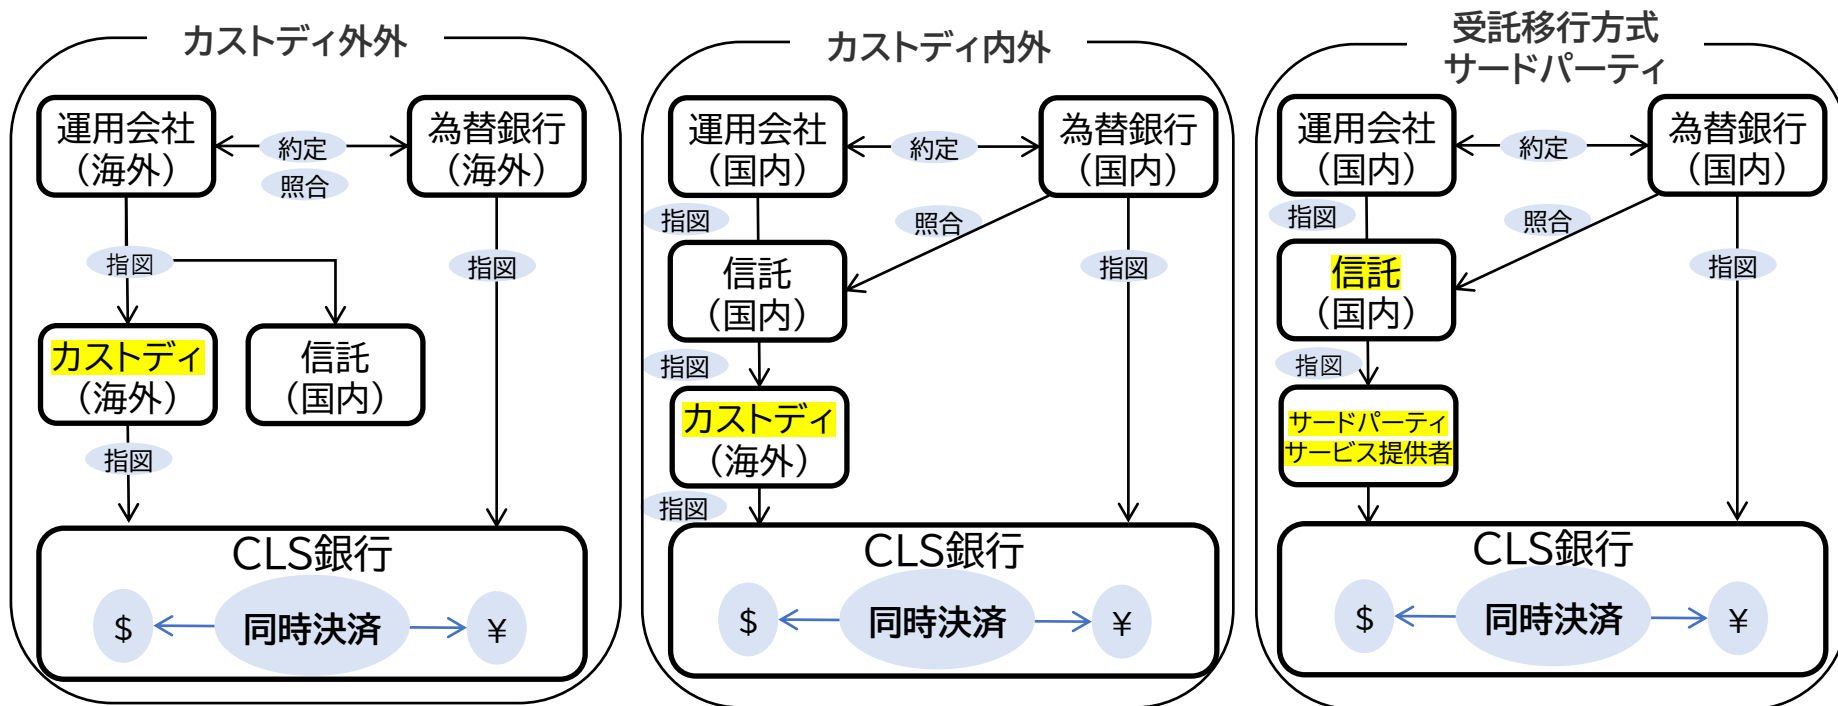 カストディ外外
運用会社
（海外）
約定
照合
為替銀行
（海外）
指図
指図
カストディ
（海外）
信託
（国内）
指図
CLS銀行
$
同時決済
¥
カストディ内外
運用会社
（国内）
約定
為替銀行
（国内）
指図
照合
信託
（国内）
指図
指図
カストディ
（海外）
指図
CLS銀行
$
同時決済
¥
受託移行方式
サードパーティ
運用会社
（国内）
約定
為替銀行
（国内）
指図
照合
信託
（国内）
指図
指図
サードパーティ
サービス提供者
CLS銀行
$
同時決済
¥